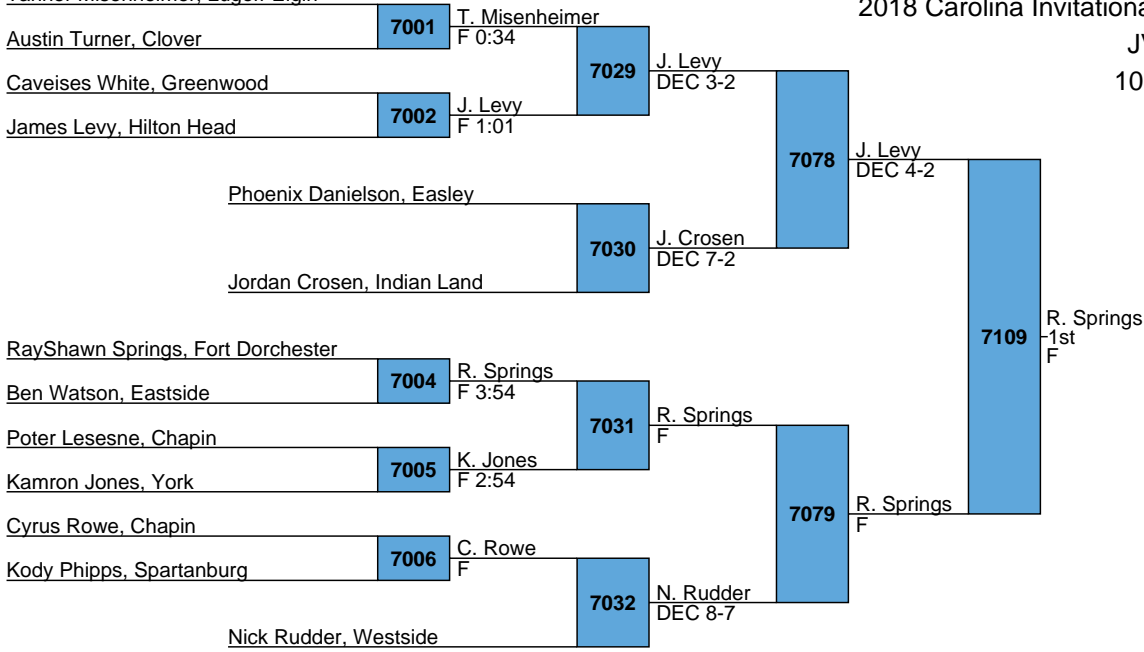 2018 Carolina Invitationa
Austin Turner, Clover
7001
T. Misenheimer
F 0:34
JV
10
Caveises White, Greenwood
James Levy, Hilton Head
7002
J. Levy
F 1:01
7029
J. Levy
DEC 3-2
Phoenix Danielson, Easley
Jordan Crosen, Indian Land
7030
J. Crosen
DEC 7-2
7078
J. Levy
DEC 4-2
RayShawn Springs, Fort Dorchester
Ben Watson, Eastside
7004
R. Springs
F 3:54
Poter Lesesne, Chapin
Kamron Jones, York
7005
K. Jones
F 2:54
7031
R. Springs
F
Cyrus Rowe, Chapin
Kody Phipps, Spartanburg
7006
C. Rowe
F
Nick Rudder, Westside
7032
N. Rudder
DEC 8-7
7079
R. Springs
F
7109
R. Springs
1st
F